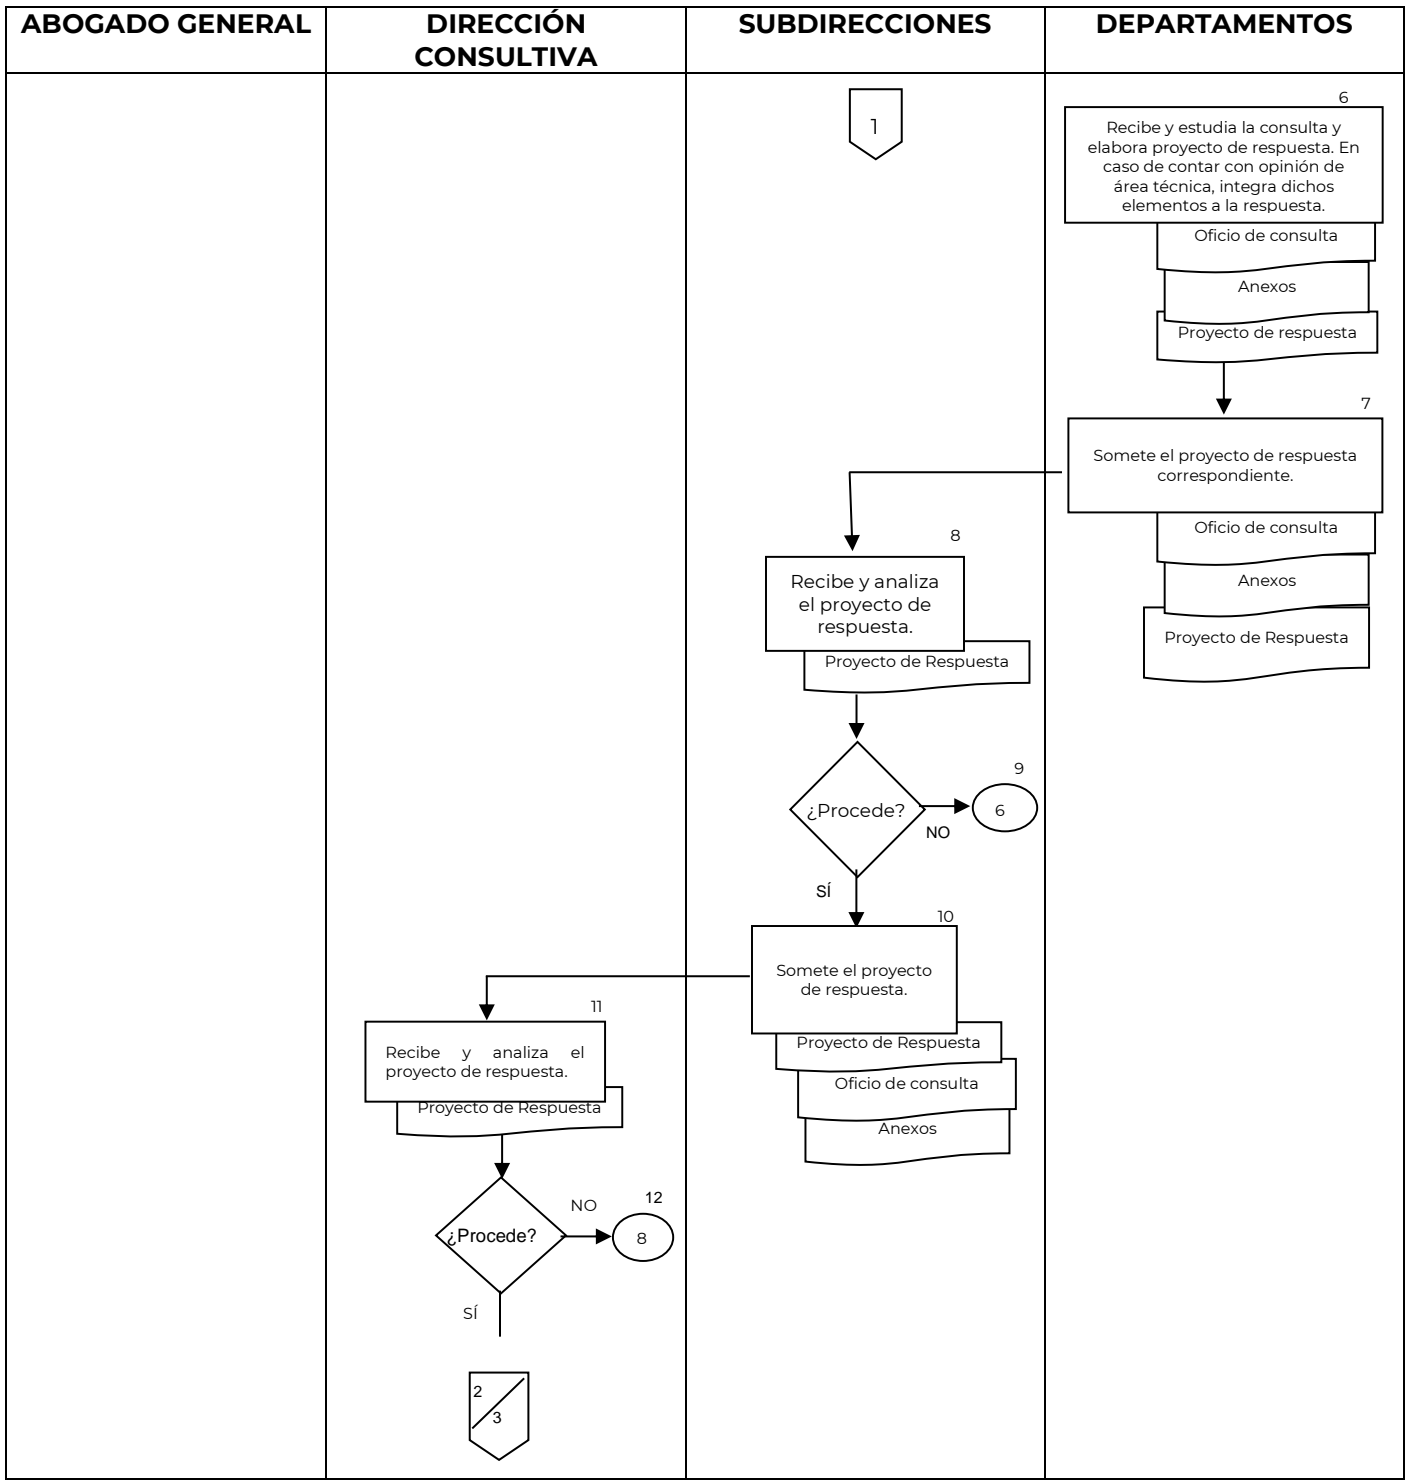 ABOGADO GENERAL
DIRECCIÓN
CONSULTIVA
SUBDIRECCIONES
DEPARTAMENTOS
1
6
Recibe y estudia la consulta y
elabora proyecto de respuesta. En
caso de contar con opinión de
área técnica, integra dichos
elementos a la respuesta.
Oficio de consulta
Anexos
Proyecto de respuesta
7
Somete el proyecto de respuesta
correspondiente.
Oficio de consulta
Anexos
Proyecto de Respuesta
8
Recibe y analiza
el proyecto de
respuesta.
Proyecto de Respuesta
¿Procede?
NO
9
6
SÍ
10
Somete el proyecto
de respuesta.
Proyecto de Respuesta
Oficio de consulta
Anexos
11
Recibe y analiza el
proyecto de respuesta.
Proyecto de Respuesta
¿Procede?
NO
12
8
SÍ
2
3